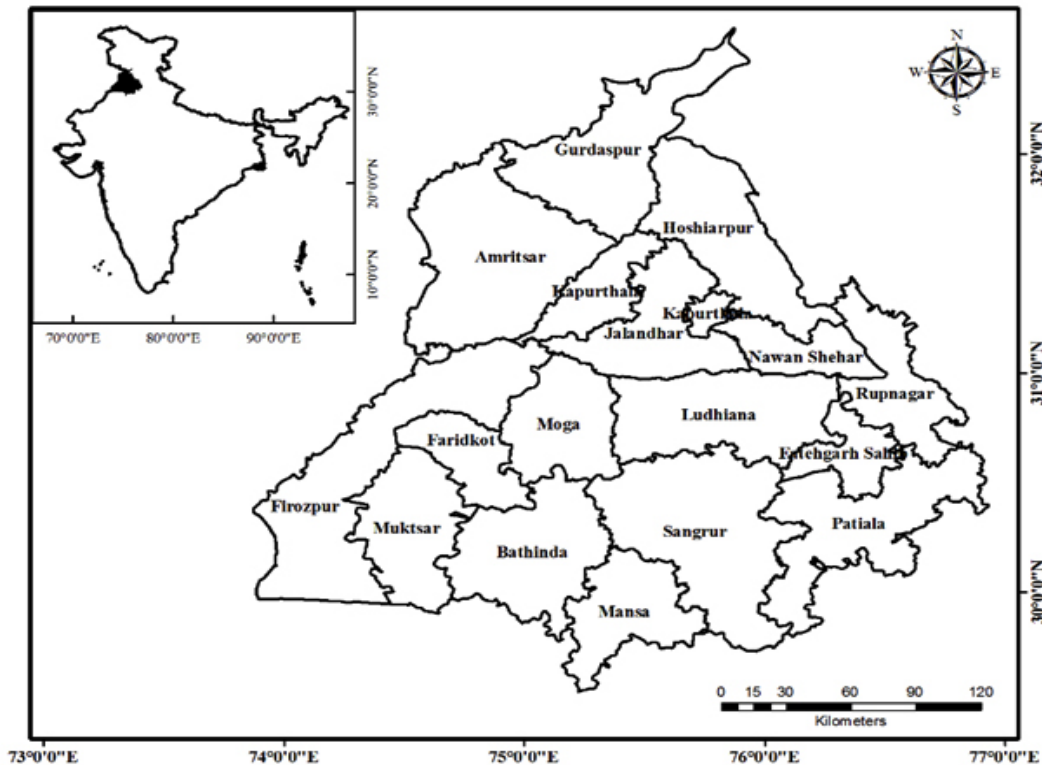 30°0'0"N
20°0'0"N
10°0'0"N
70°0'0"E
80°0'0"E
90°0'0"E
N
W
E
S
Gurdaspur
Hoshiarpur
Amritsar
Kapurthala
Kapurthala
Jalandhar
Nawan Shehar
Rupnagar
Ludhiana
Moga
Faridkot
Fatehgarh Sahib
Firozpur
Muktsar
Bathinda
Sangrur
Patiala
Mansa
32°0'0"N
31°0'0"N
30°0'0"N
0 15 30 60 90 120
Kilometers
73°0'0"E
74°0'0"E
75°0'0"E
76°0'0"E
77°0'0"E